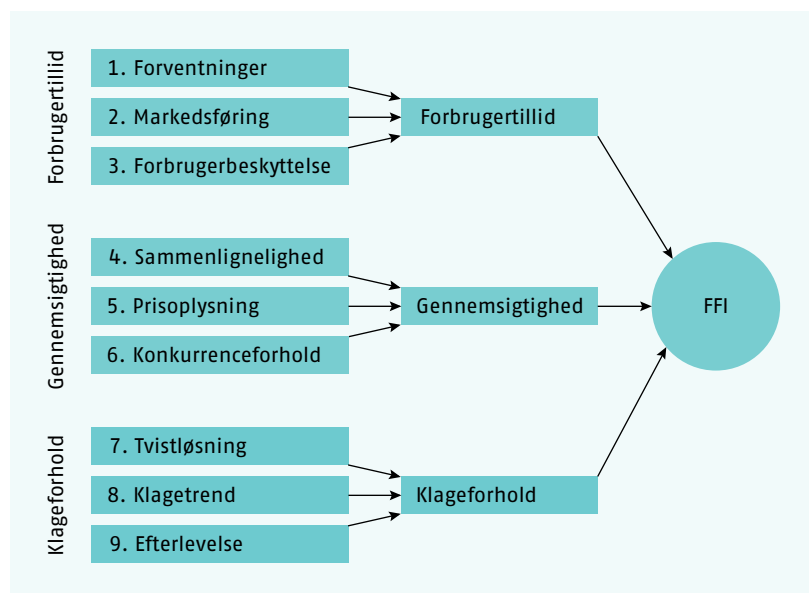 Forbrugertillid
1. Forventninger
2. Markedsføring
3. Forbrugerbeskyttelse
Forbrugertillid
Gennemsigtighed
4. Sammenlignelighed
5. Prisoplysning
6. Konkurrenceforhold
Gennemsigtighed
FFI
Klageforhold
7. Tvistløsning
8. Klagetrend
9. Efterlevelse
Klageforhold